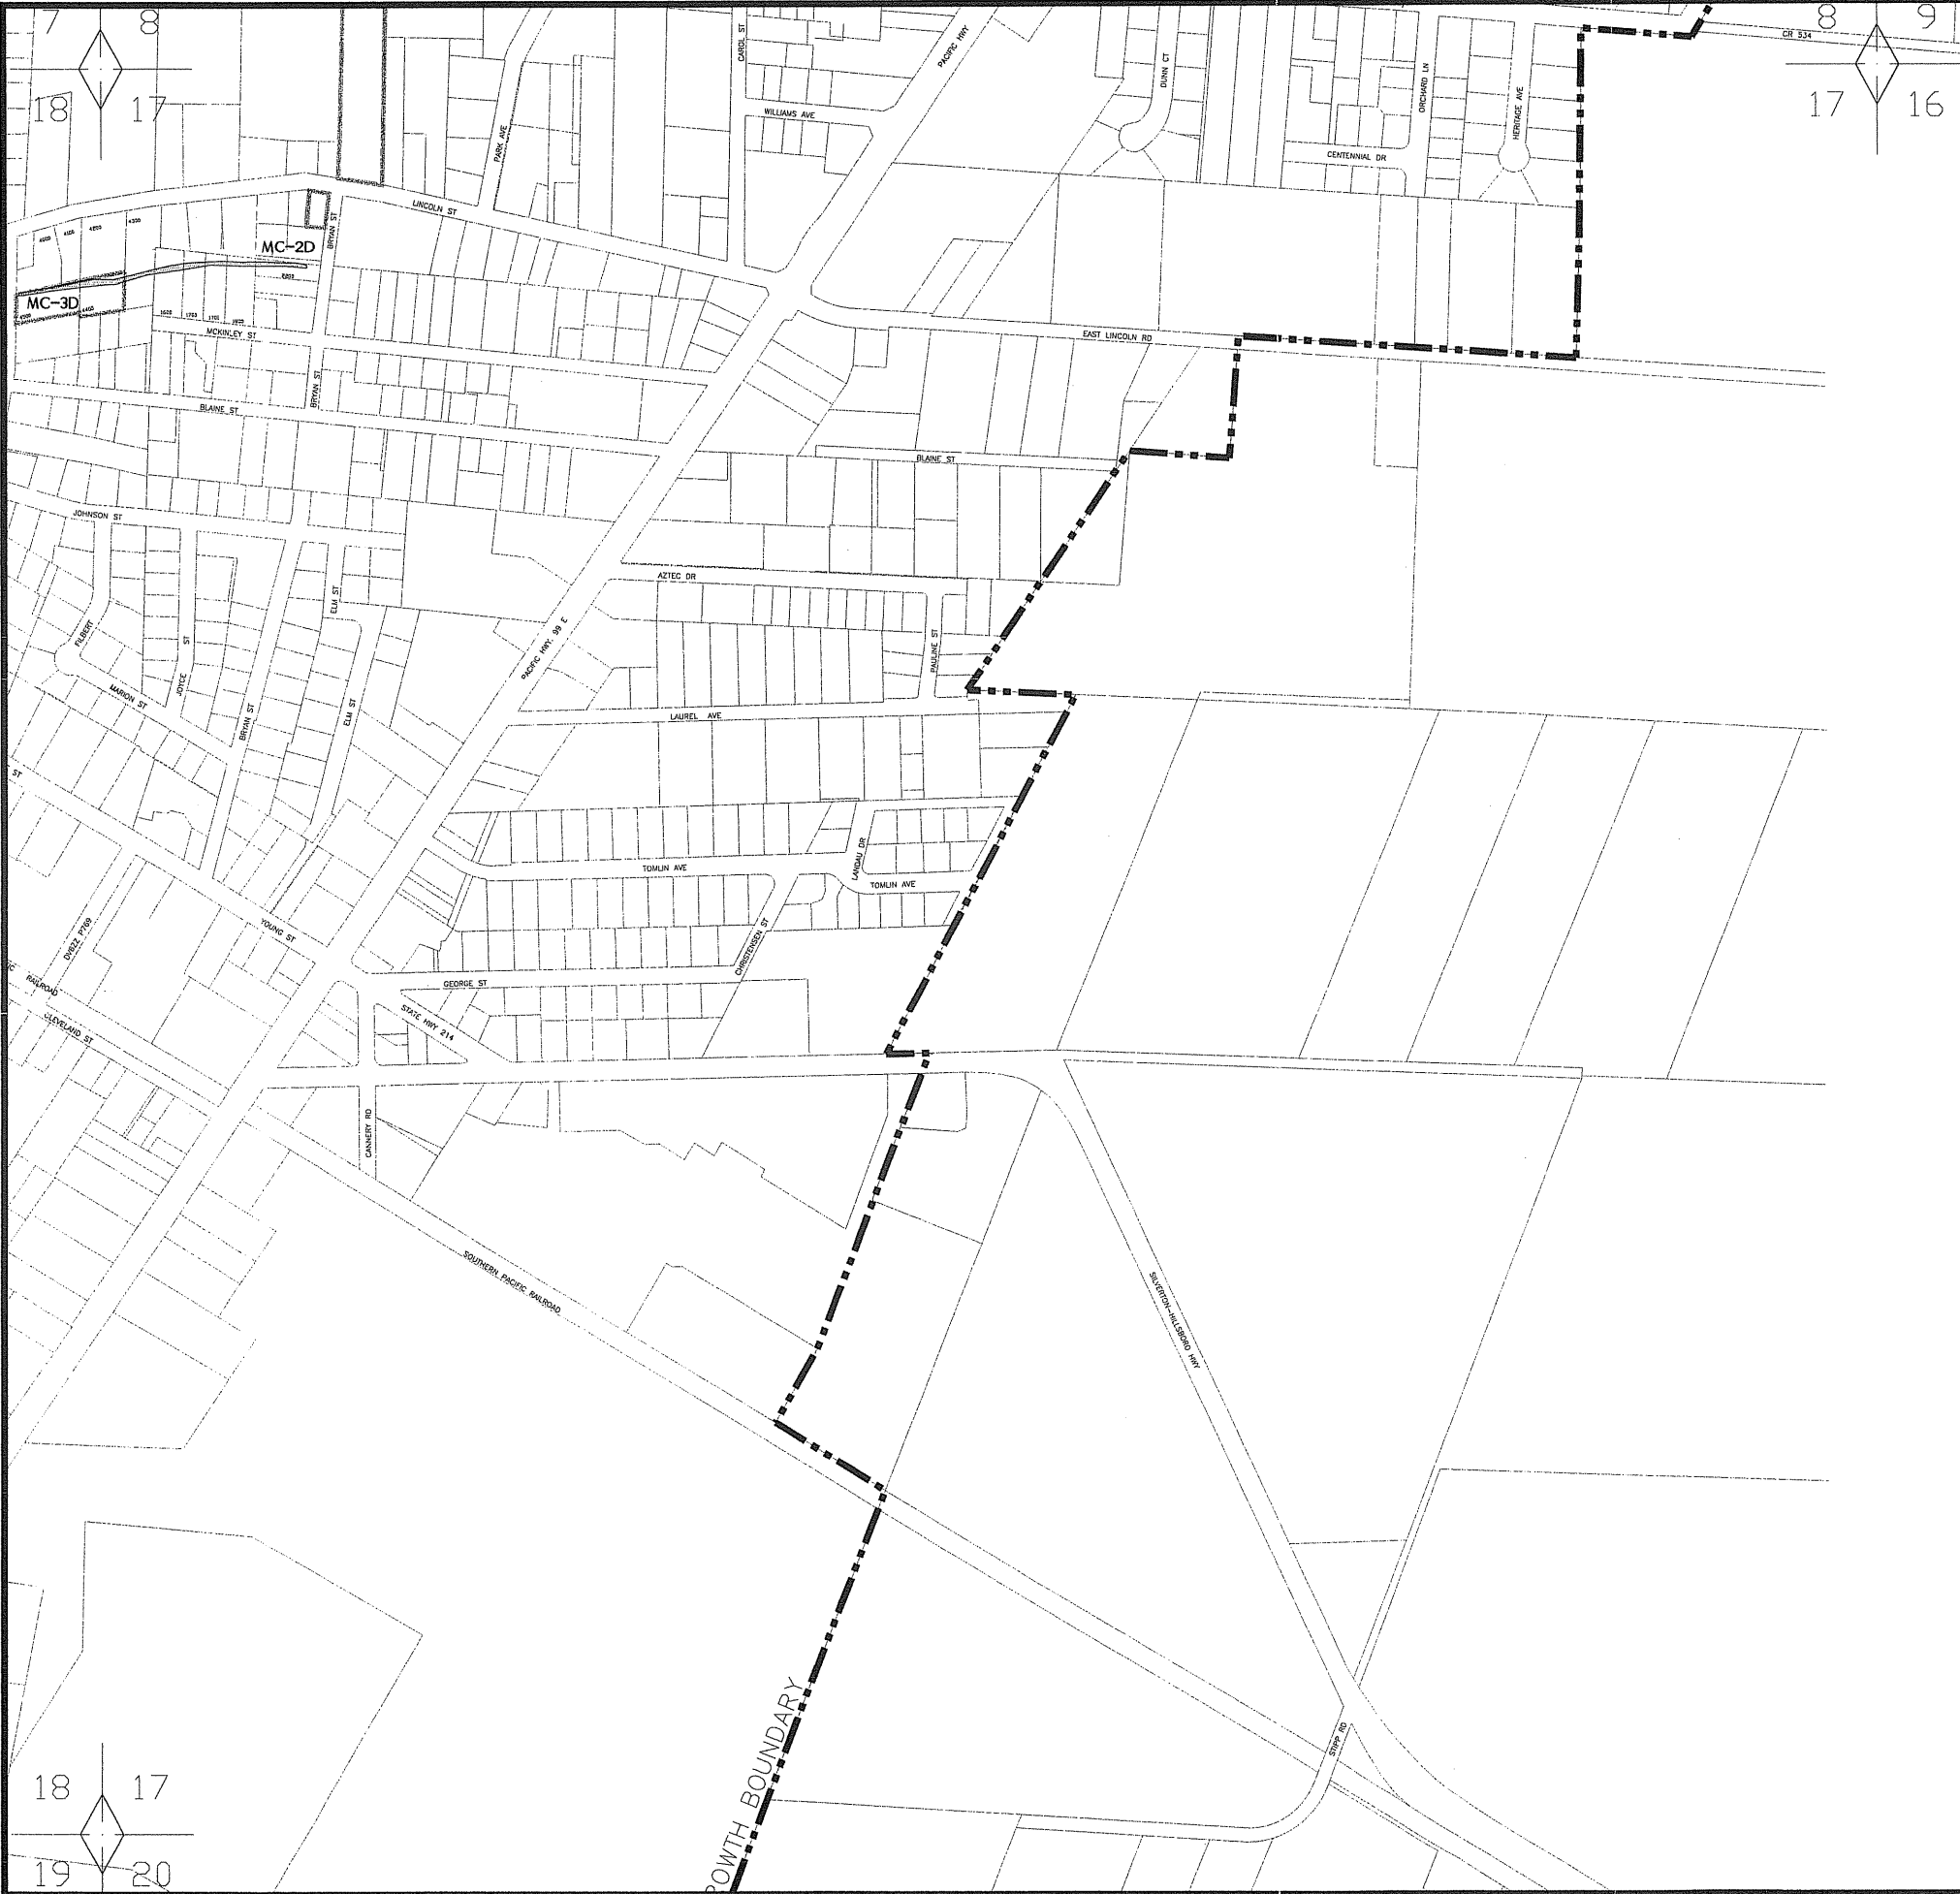 7 8
18 17
8 9
17 16
CR 534
CAROL ST
PACIFIC HWY
DUNN CT
ORCHARD LN
HERITAGE AVE
PARK AVE
WILLIAMS AVE
CENTENNIAL DR
LINCOLN ST
BRYAN ST
4200
4300
MC-2D
MC-3D
4400
MCKINLEY ST
EAST LINCOLN RD
BRYAN ST
BLAINE ST
BLAINE ST
JOHNSON ST
AZTEC DR
ELM ST
FILBERT
JOYCE ST
PACIFIC HWY. 99 E
PAULINE ST
MARION ST
BRYAN ST
ELM ST
LAUREL AVE
ST
TOMLIN AVE
LANDAU DR
TOMLIN AVE
YOUNG ST
CHRISTENSEN ST
RAILROAD
GEORGE ST
CLEVELAND ST
STATE HWY 214
CANNERY RD
SOUTHERN PACIFIC RAILROAD
SILVERTON-HILLSBORO HWY
ROWTH BOUNDARY
STIPP RD
18 17
19 20